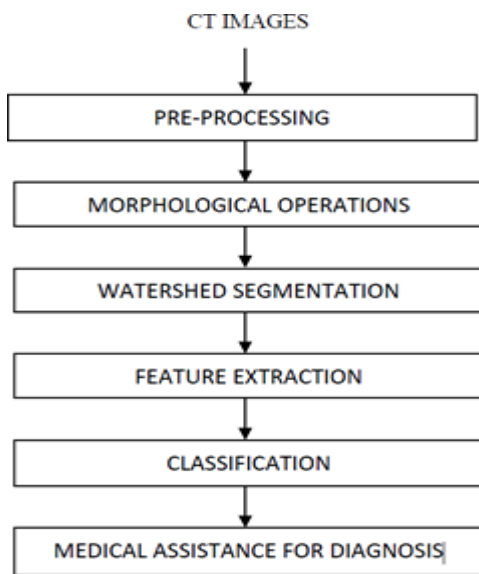 CT IMAGES
PRE-PROCESSING
MORPHOLOGICAL OPERATIONS
WATERSHED SEGMENTATION
FEATURE EXTRACTION
CLASSIFICATION
MEDICAL ASSISTANCE FOR DIAGNOSIS